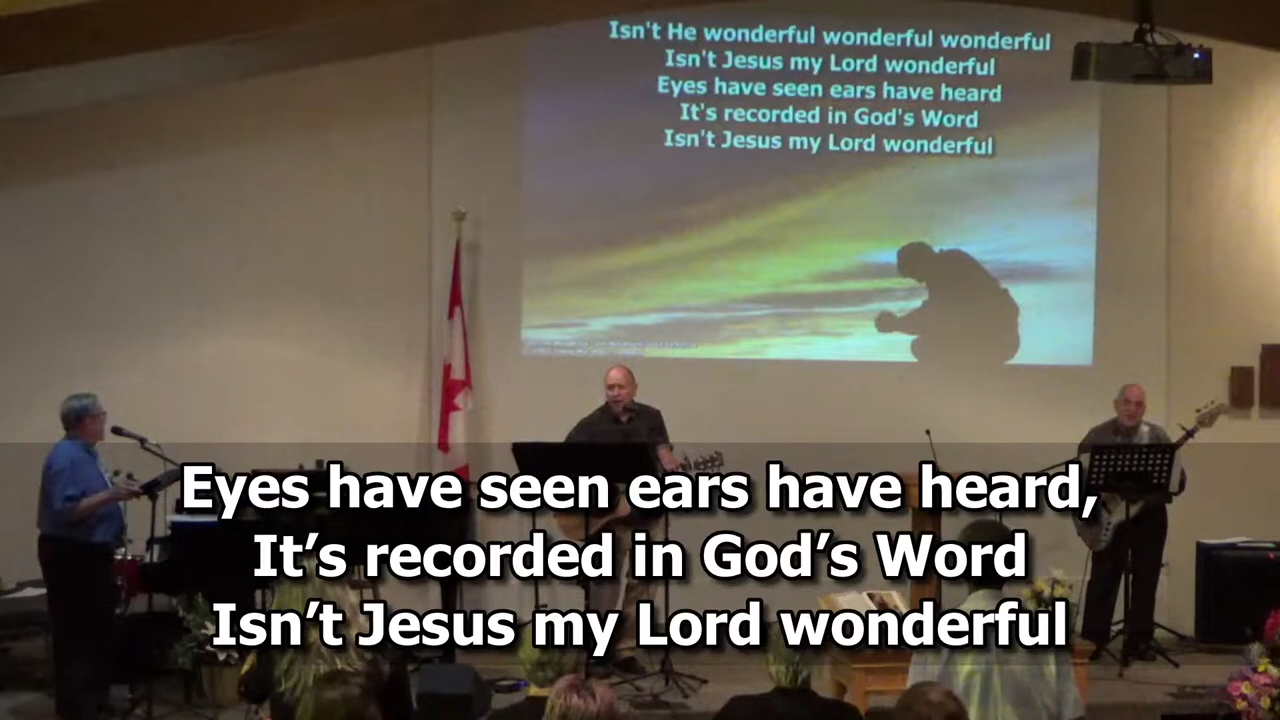 Isn't He wonderful wonderful wonderful
Isn't Jesus my Lord wonderful
Eyes have seen ears have heard
It's recorded in God's Word
Isn't Jesus my Lord wonderful
Eyes have seen ears have heard,
It’s recorded in God’s Word
Isn’t Jesus my Lord wonderful